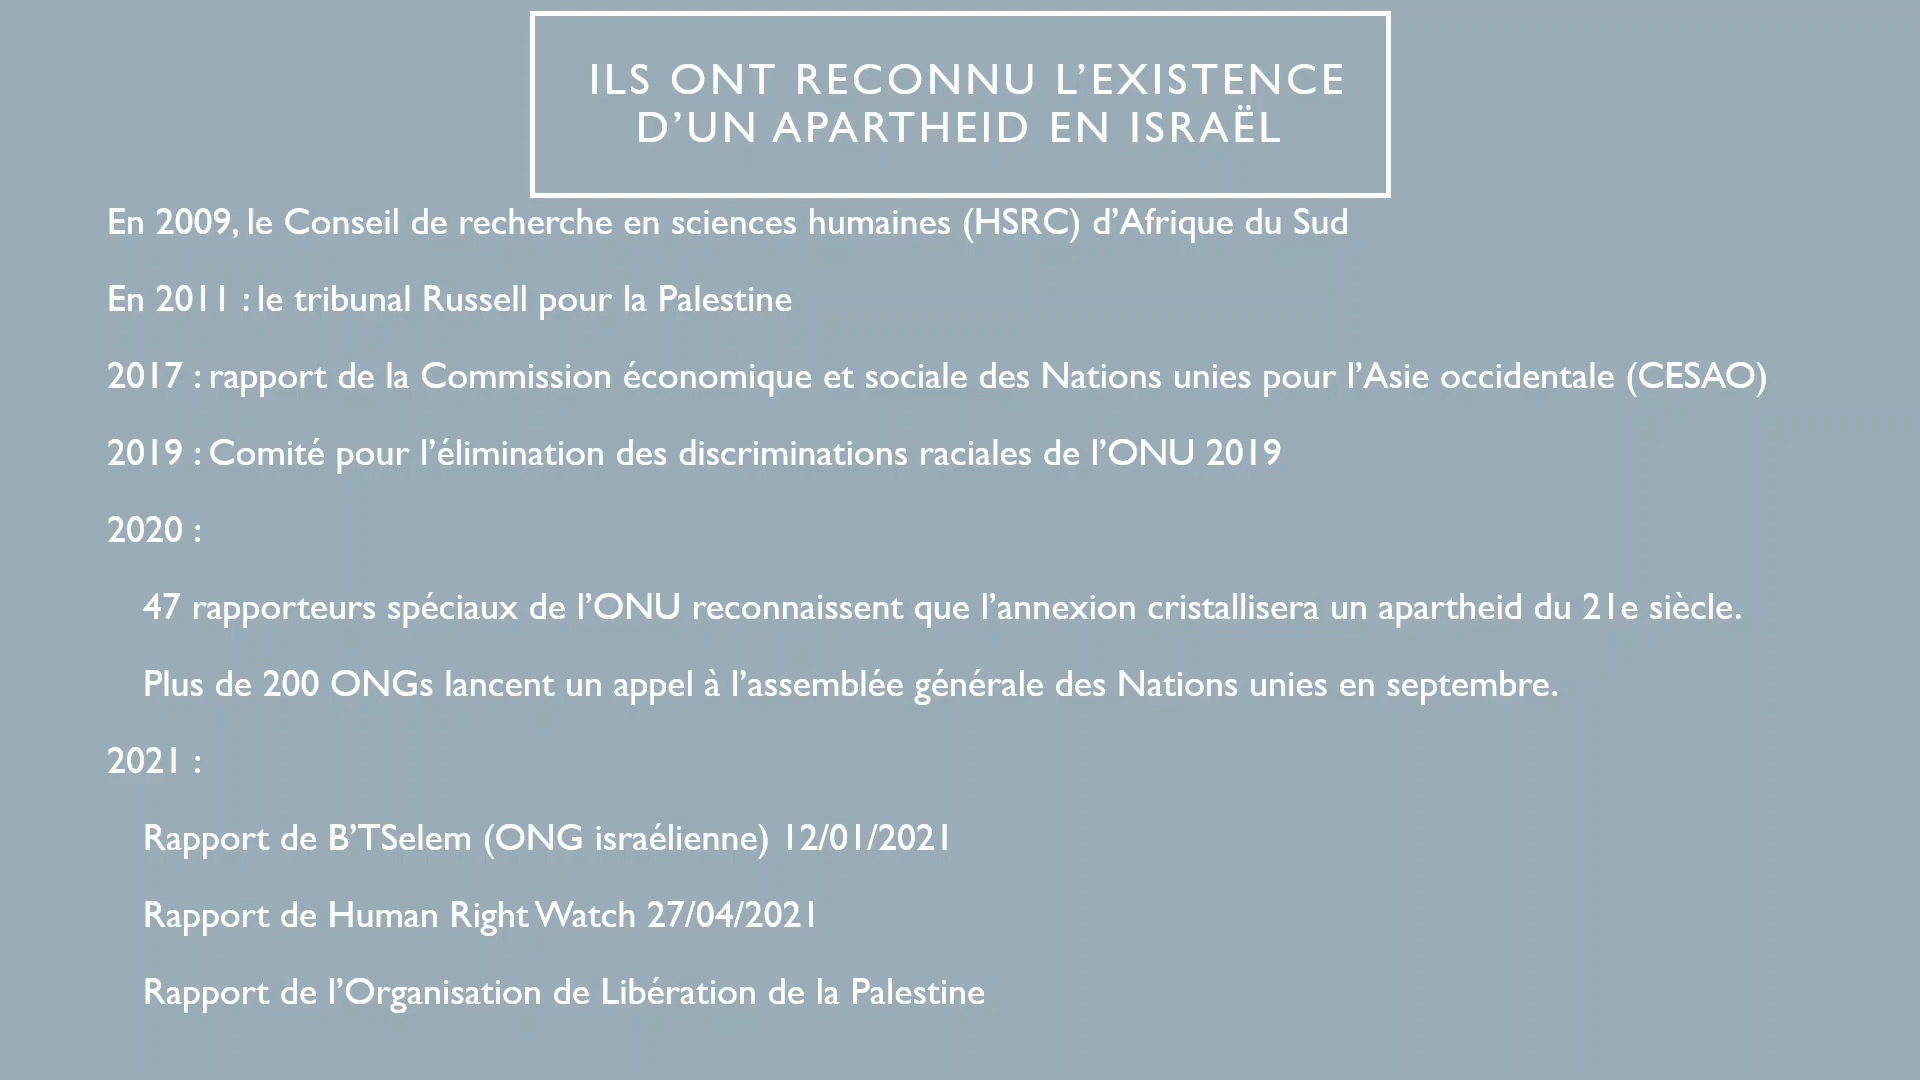 ILS ONT RECONNU L’EXISTENCE
D’UN APARTHEID EN ISRAËL
En 2009, le Conseil de recherche en sciences humaines (HSRC) d’Afrique du Sud
En 2011 : le tribunal Russell pour la Palestine
2017 : rapport de la Commission économique et sociale des Nations unies pour l’Asie occidentale (CESAO)
2019 : Comité pour l’élimination des discriminations raciales de l’ONU 2019
2020 :
47 rapporteurs spéciaux de l’ONU reconnaissent que l’annexion cristallisera un apartheid du 21e siècle.
Plus de 200 ONGs lancent un appel à l’assemblée générale des Nations unies en septembre.
2021 :
Rapport de B’TSelem (ONG israélienne) 12/01/2021
Rapport de Human Right Watch 27/04/2021
Rapport de l’Organisation de Libération de la Palestine